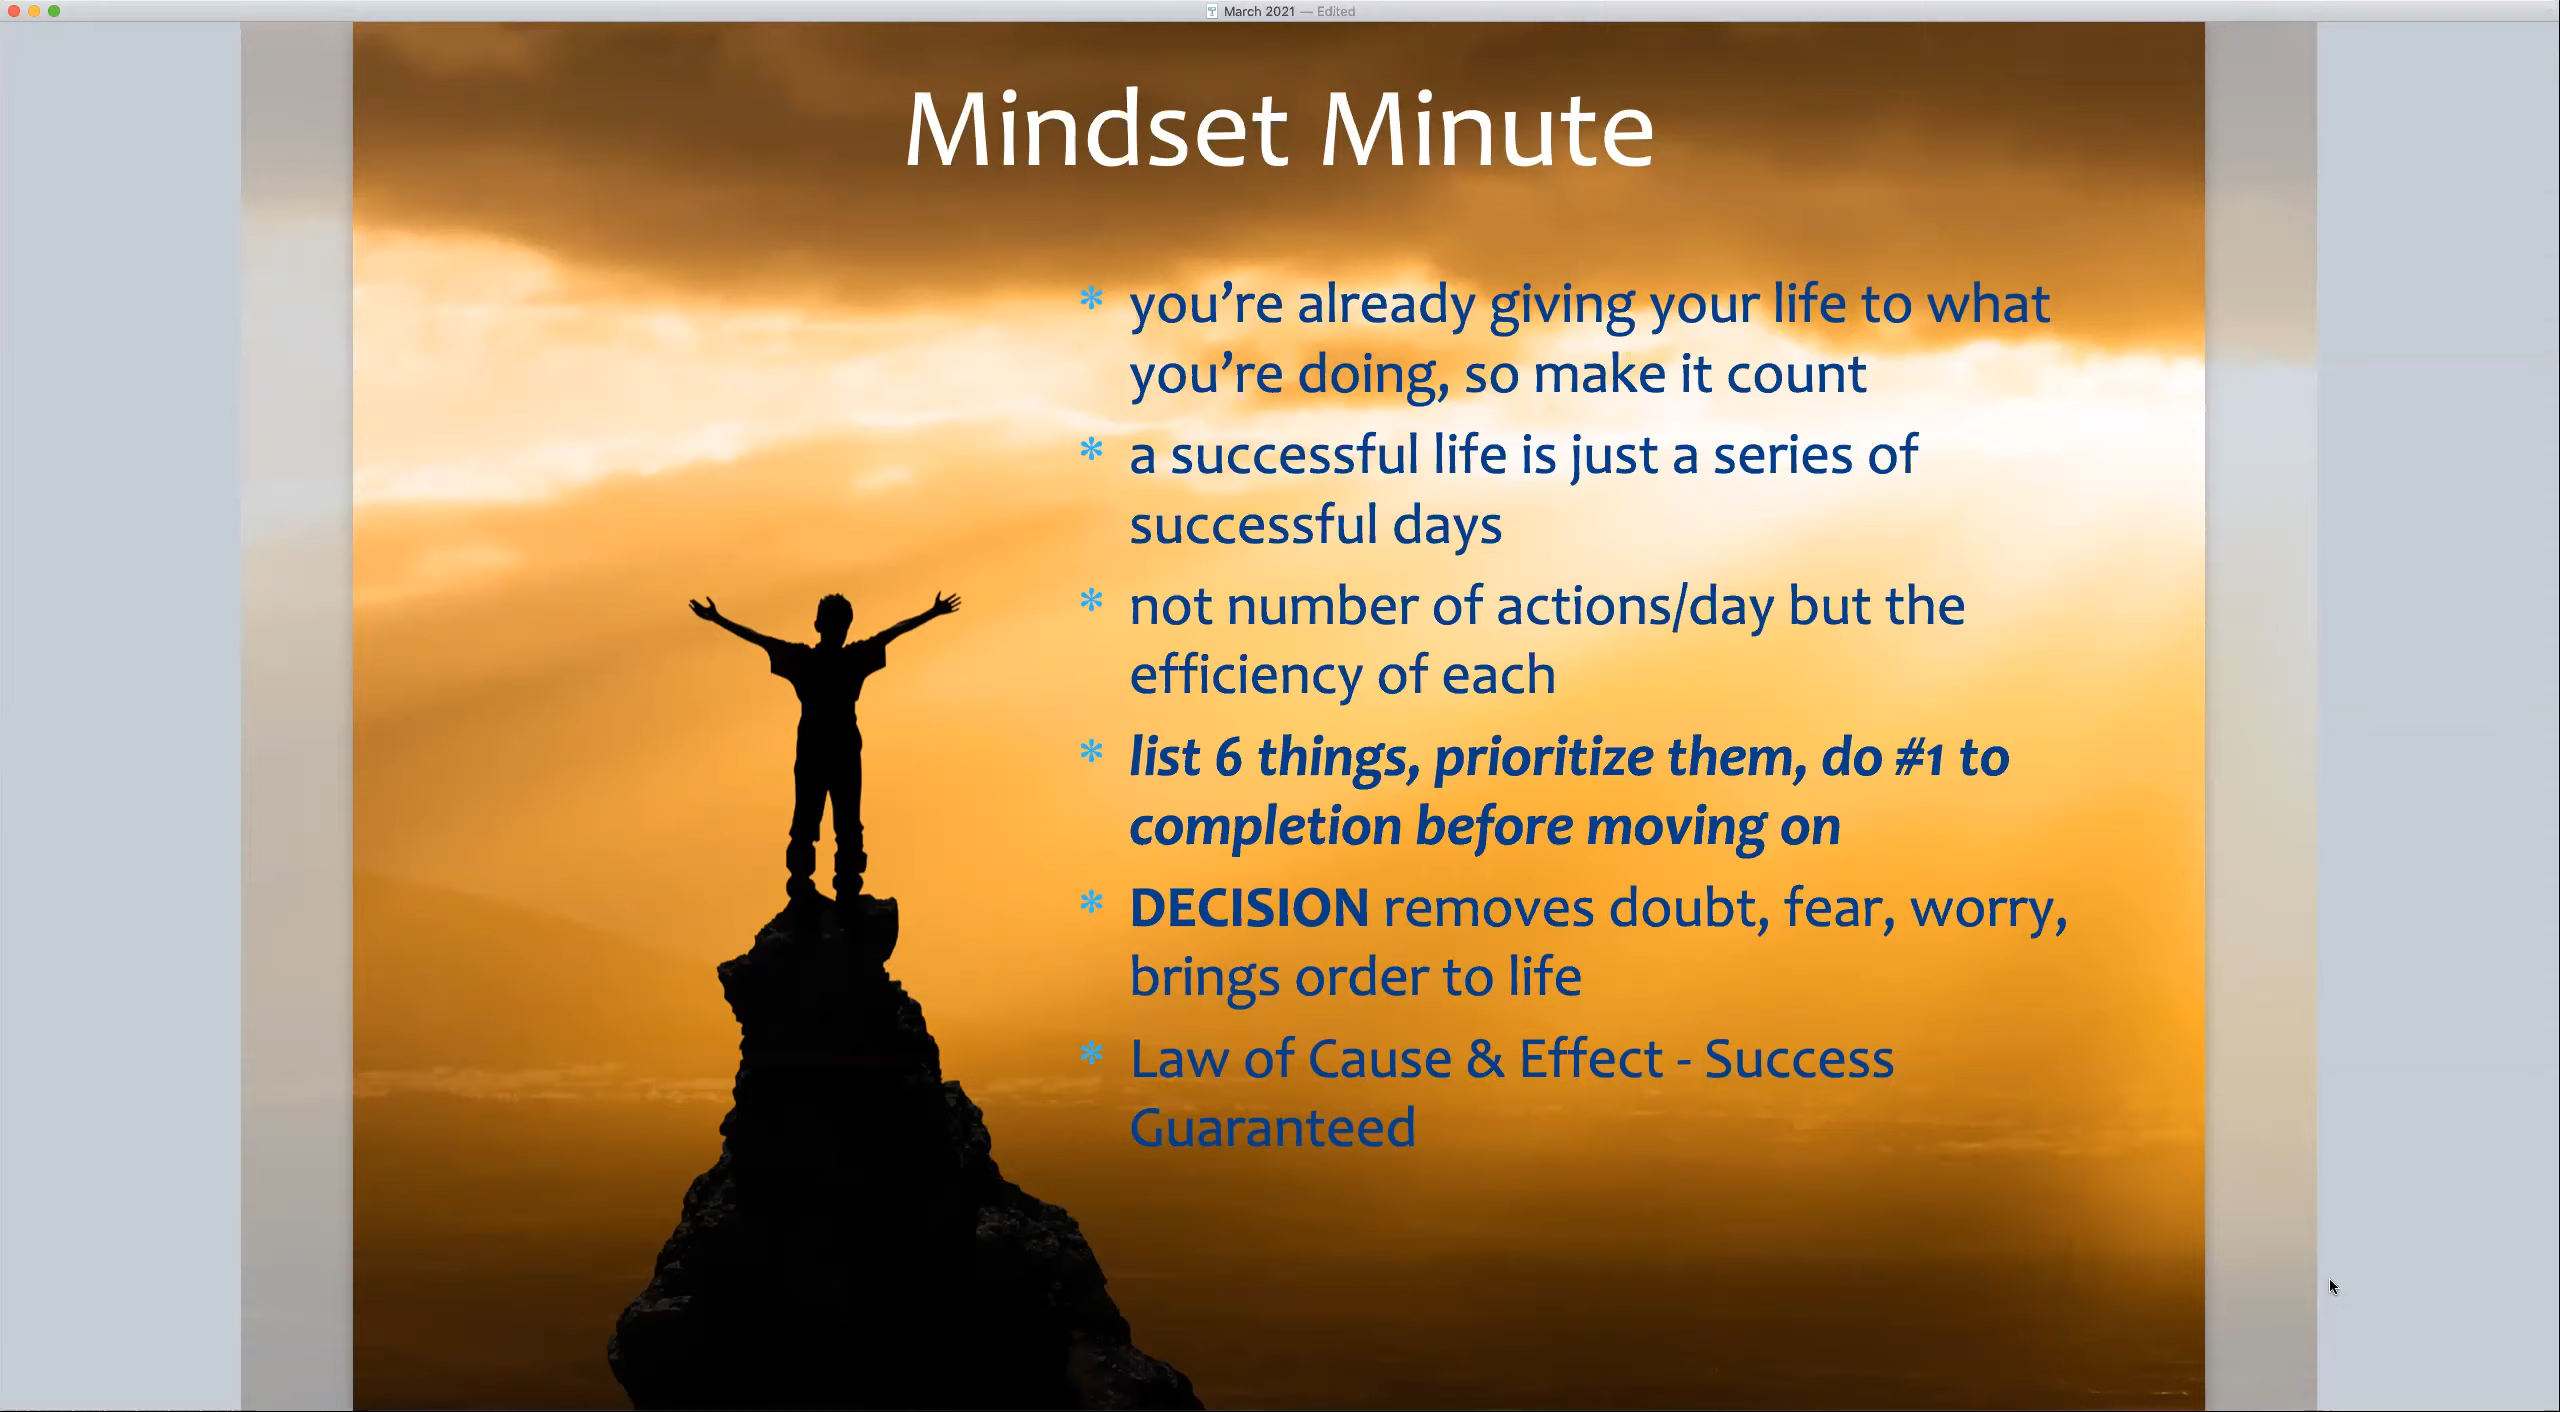 March 2021 — Edited
Mindset Minute
* you’re already giving your life to what
you’re doing, so make it count
* a successful life is just a series of
successful days
* not number of actions/day but the
efficiency of each
* list 6 things, prioritize them, do #1 to
completion before moving on
* DECISION removes doubt, fear, worry,
brings order to life
* Law of Cause & Effect - Success
Guaranteed